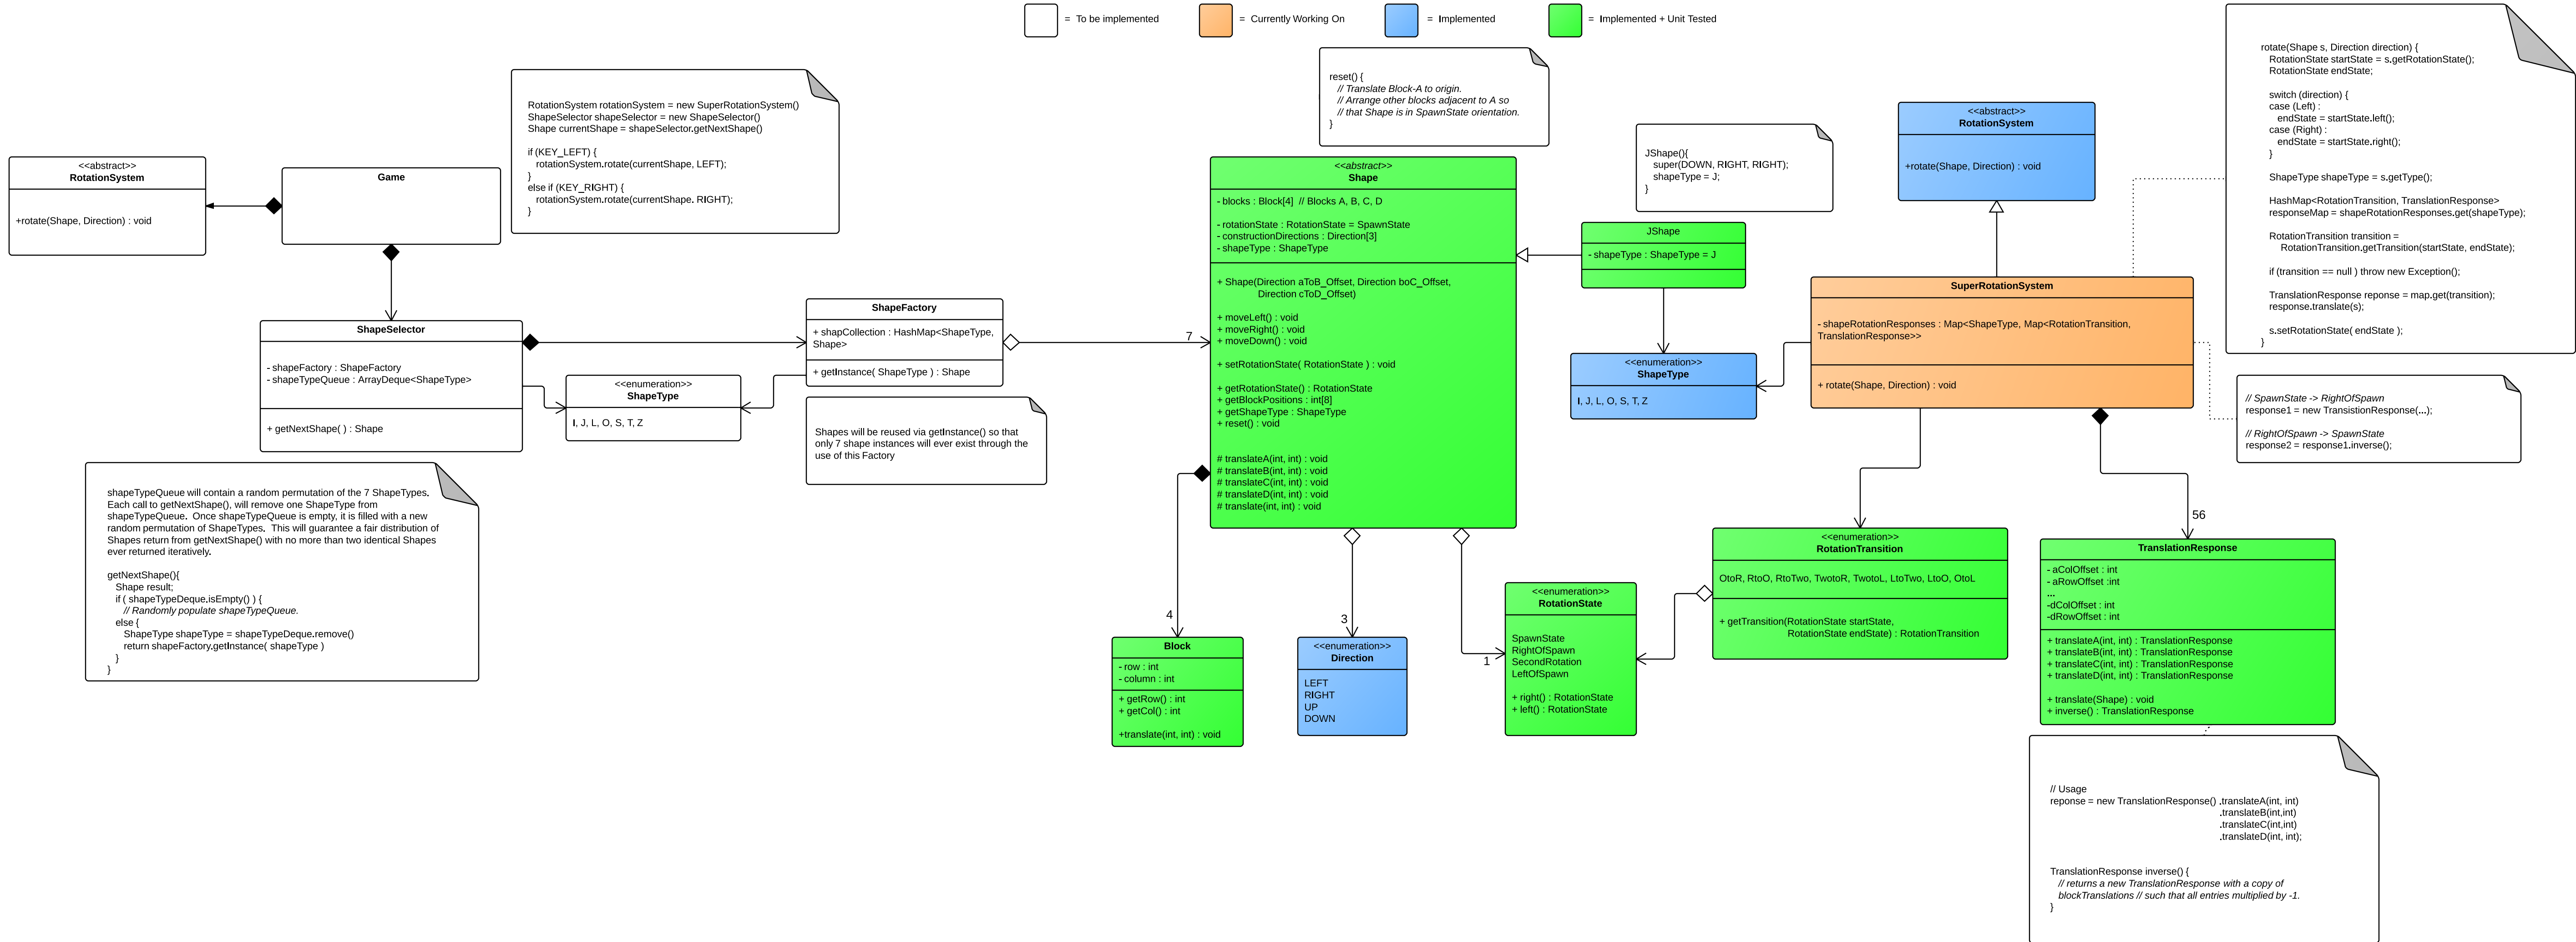 = To be implemented
= Currently Working On
= Implemented
= Implemented + Unit Tested
<<abstract>>
RotationSystem
+rotate(Shape, Direction) : void
Game
RotationSystem rotationSystem = new SuperRotationSystem()
ShapeSelector shapeSelector = new ShapeSelector()
Shape currentShape = shapeSelector.getNextShape()
if (KEY_LEFT) {
rotationSystem.rotate(currentShape, LEFT);
}
else if (KEY_RIGHT) {
rotationSystem.rotate(currentShape. RIGHT);
}
ShapeSelector
- shapeFactory : ShapeFactory
- shapeTypeQueue : ArrayDeque<ShapeType>
+ getNextShape( ) : Shape
<<enumeration>>
ShapeType
I, J, L, O, S, T, Z
ShapeFactory
+ shapCollection : HashMap<ShapeType,
Shape>
+ getInstance( ShapeType ) : Shape
Shapes will be reused via getInstance() so that
only 7 shape instances will ever exist through the
use of this Factory
shapeTypeQueue will contain a random permutation of the 7 ShapeTypes.
Each call to getNextShape(), will remove one ShapeType from
shapeTypeQueue. Once shapeTypeQueue is empty, it is filled with a new
random permutation of ShapeTypes. This will guarantee a fair distribution of
Shapes return from getNextShape() with no more than two identical Shapes
ever returned iteratively.
getNextShape(){
Shape result;
if ( shapeTypeDeque.isEmpty() ) {
// Randomly populate shapeTypeQueue.
else {
ShapeType shapeType = shapeTypeDeque.remove()
return shapeFactory.getInstance( shapeType )
}
}
7
reset() {
// Translate Block-A to origin.
// Arrange other blocks adjacent to A so
// that Shape is in SpawnState orientation.
}
<<abstract>>
Shape
- blocks : Block[4] // Blocks A, B, C, D
- rotationState : RotationState = SpawnState
- constructionDirections : Direction[3]
- shapeType : ShapeType
+ Shape(Direction aToB_Offset, Direction boC_Offset,
Direction cToD_Offset)
+ moveLeft() : void
+ moveRight() : void
+ moveDown() : void
+ setRotationState( RotationState ) : void
+ getRotationState() : RotationState
+ getBlockPositions : int[8]
+ getShapeType : ShapeType
+ reset() : void
# translateA(int, int) : void
# translateB(int, int) : void
# translateC(int, int) : void
# translateD(int, int) : void
# translate(int, int) : void
JShape(){
super(DOWN, RIGHT, RIGHT);
shapeType = J;
}
JShape
- shapeType : ShapeType = J
<<enumeration>>
ShapeType
I, J, L, O, S, T, Z
4
Block
- row : int
- column : int
+ getRow() : int
+ getCol() : int
+translate(int, int) : void
3
<<enumeration>>
Direction
LEFT
RIGHT
UP
DOWN
1
<<enumeration>>
RotationState
SpawnState
RightOfSpawn
SecondRotation
LeftOfSpawn
+ right() : RotationState
+ left() : RotationState
<<abstract>>
RotationSystem
+rotate(Shape, Direction) : void
SuperRotationSystem
- shapeRotationResponses : Map<ShapeType, Map<RotationTransition,
TranslationResponse>>
+ rotate(Shape, Direction) : void
<<enumeration>>
RotationTransition
OtoR, RtoO, RtoTwo, TwotoR, TwotoL, LtoTwo, LtoO, OtoL
+ getTransition(RotationState startState,
RotationState endState) : RotationTransition
56
TranslationResponse
- aColOffset : int
- aRowOffset :int
...
-dColOffset : int
-dRowOffset : int
+ translateA(int, int) : TranslationResponse
+ translateB(int, int) : TranslationResponse
+ translateC(int, int) : TranslationResponse
+ translateD(int, int) : TranslationResponse
+ translate(Shape) : void
+ inverse() : TranslationResponse
rotate(Shape s, Direction direction) {
RotationState startState = s.getRotationState();
RotationState endState;
switch (direction) {
case (Left) :
endState = startState.left();
case (Right) :
endState = startState.right();
}
ShapeType shapeType = s.getType();
HashMap<RotationTransition, TranslationResponse>
responseMap = shapeRotationResponses.get(shapeType);
RotationTransition transition =
RotationTransition.getTransition(startState, endState);
if (transition == null ) throw new Exception();
TranslationResponse reponse = map.get(transition);
response.translate(s);
s.setRotationState( endState );
}
// SpawnState -> RightOfSpawn
response1 = new TransistionResponse(...);
// RightOfSpawn -> SpawnState
response2 = response1.inverse();
// Usage
reponse = new TranslationResponse() .translateA(int, int)
.translateB(int,int)
.translateC(int,int)
.translateD(int, int);
TranslationResponse inverse() {
// returns a new TranslationResponse with a copy of
blockTranslations // such that all entries multiplied by -1.
}